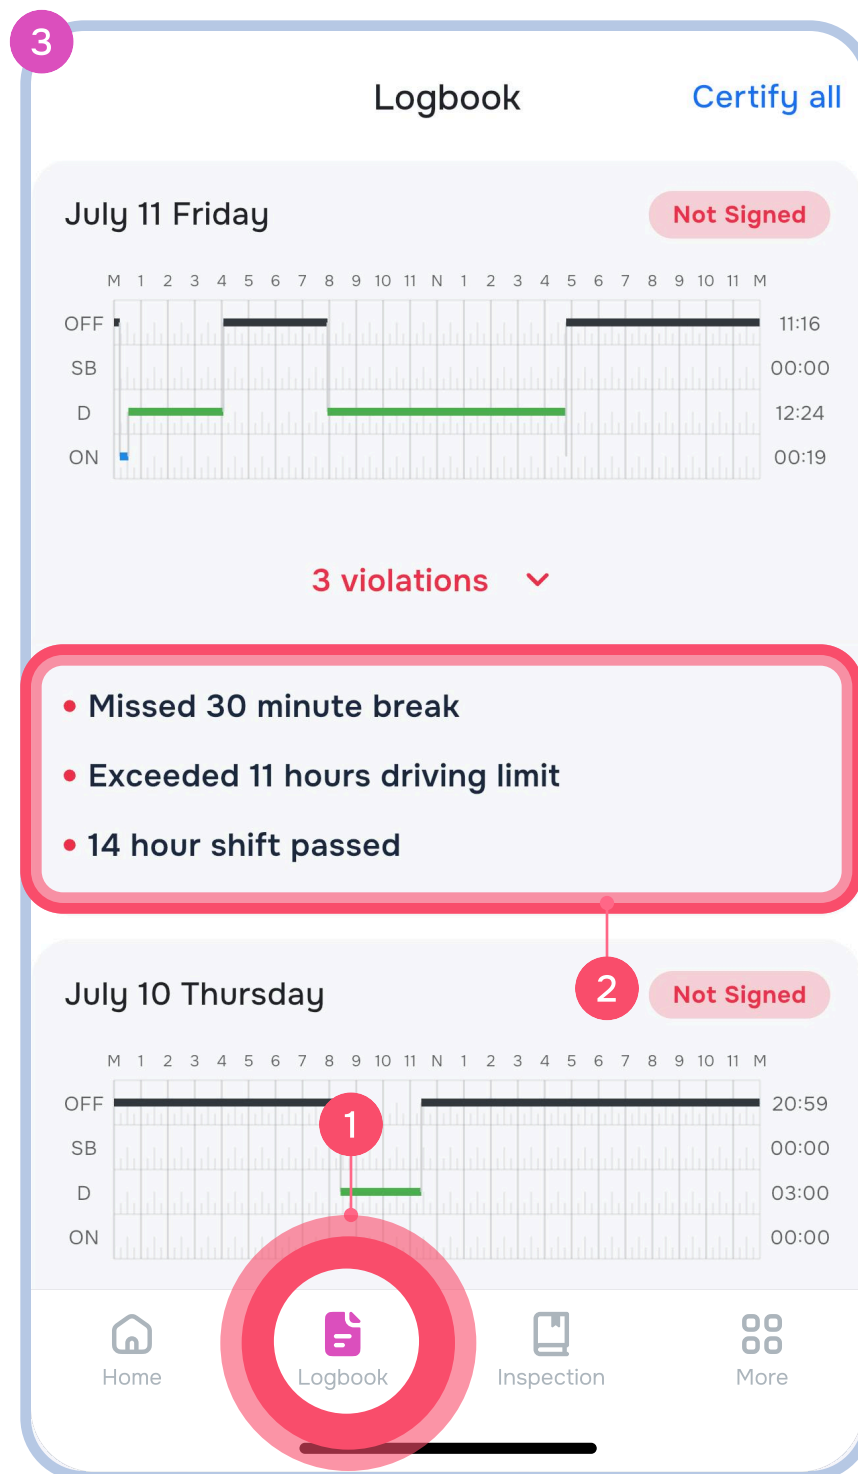 3
Logbook
Certify all
July 11 Friday
Not Signed
M 1 2 3 4 5 6 7 8 9 10 11 N 1 2 3 4 5 6 7 8 9 10 11 M
OFF 11:16
SB 00:00
D 12:24
ON 00:19
3 violations
Missed 30 minute break
Exceeded 11 hours driving limit
14 hour shift passed
2
July 10 Thursday
Not Signed
M 1 2 3 4 5 6 7 8 9 10 11 N 1 2 3 4 5 6 7 8 9 10 11 M
OFF 20:59
1
SB 00:00
D 03:00
ON 00:00
Home
Logbook
Inspection
More